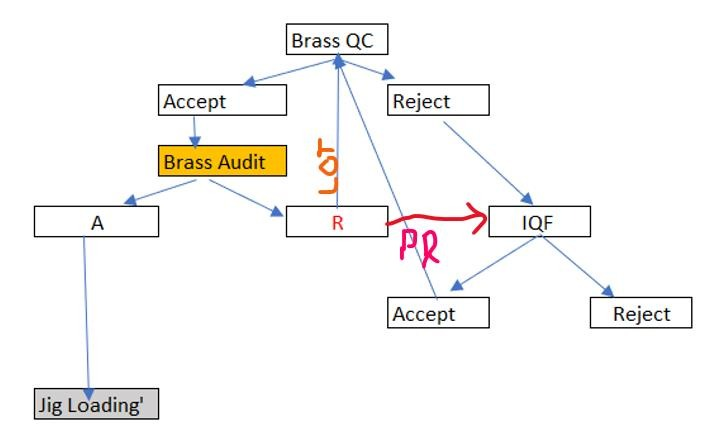 Brass QC
Accept
Reject
Brass Audit
Lot
A
R
IQF
PR
Accept
Reject
Jig Loading'